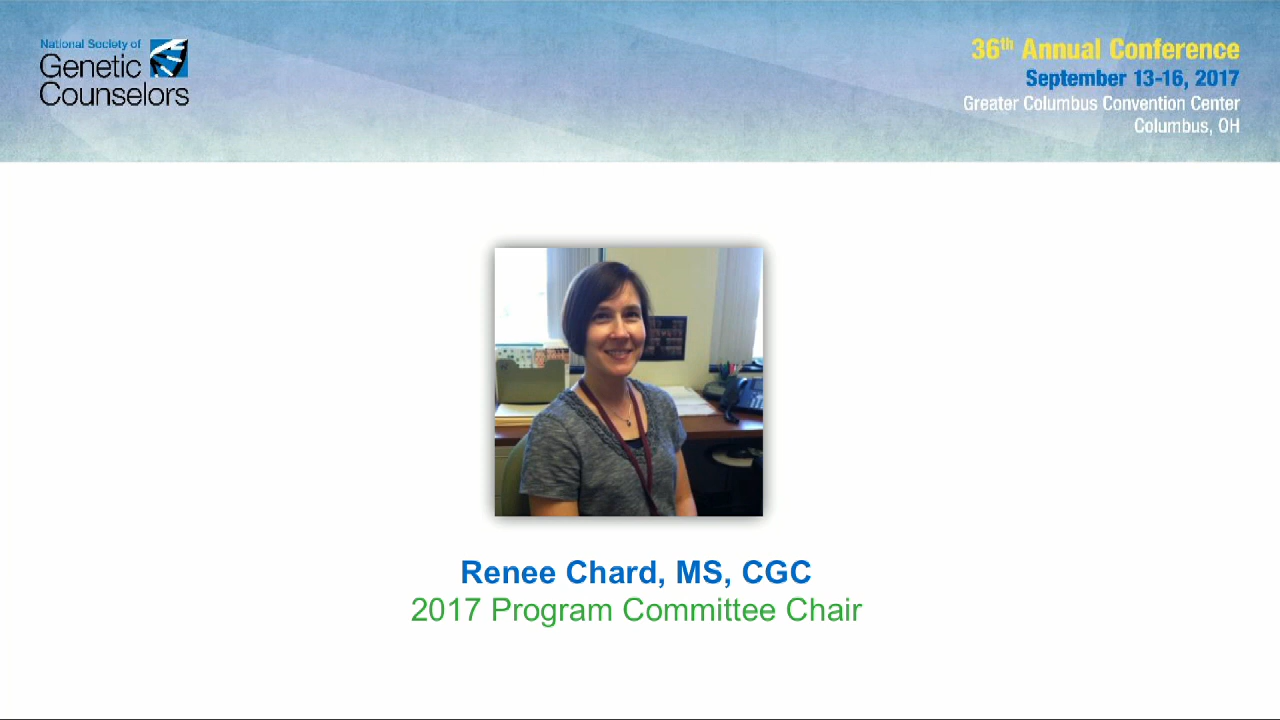 National Society of
Genetic
Counselors
36th Annual Conference
September 13-16, 2017
Greater Columbus Convention Center
Columbus, OH
Renee Chard, MS, CGC
2017 Program Committee Chair